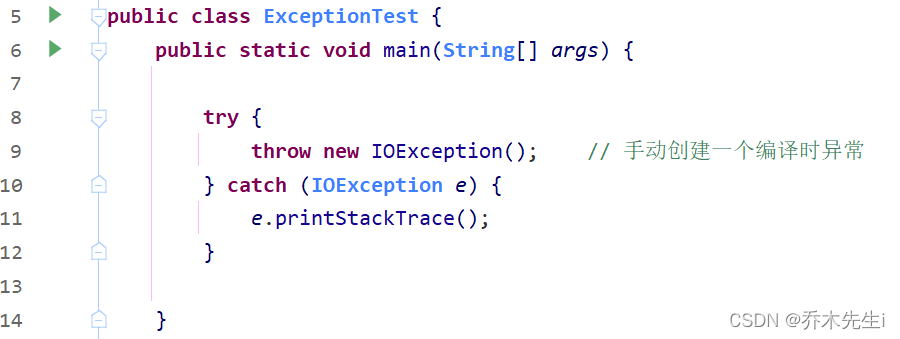 5 public class ExceptionTest {
6     public static void main(String[] args) {
7
8         try {
9             throw new IOException();    // 手动创建一个编译时异常
10         } catch (IOException e) {
11             e.printStackTrace();
12         }
13
14     }
CSDN @乔木先生i